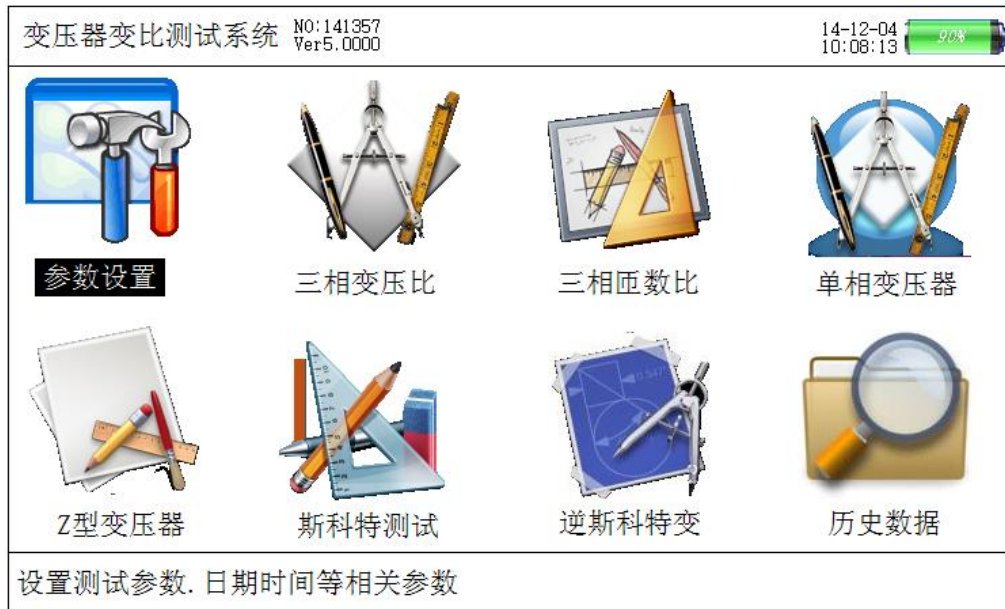 变压器变比测试系统 NO:141357
Ver5.0000
14-12-04
10:08:13
90%
参数设置 三相变压比 三相匝数比 单相变压器
Z型变压器 斯科特测试 逆斯科特变 历史数据
设置测试参数.日期时间等相关参数